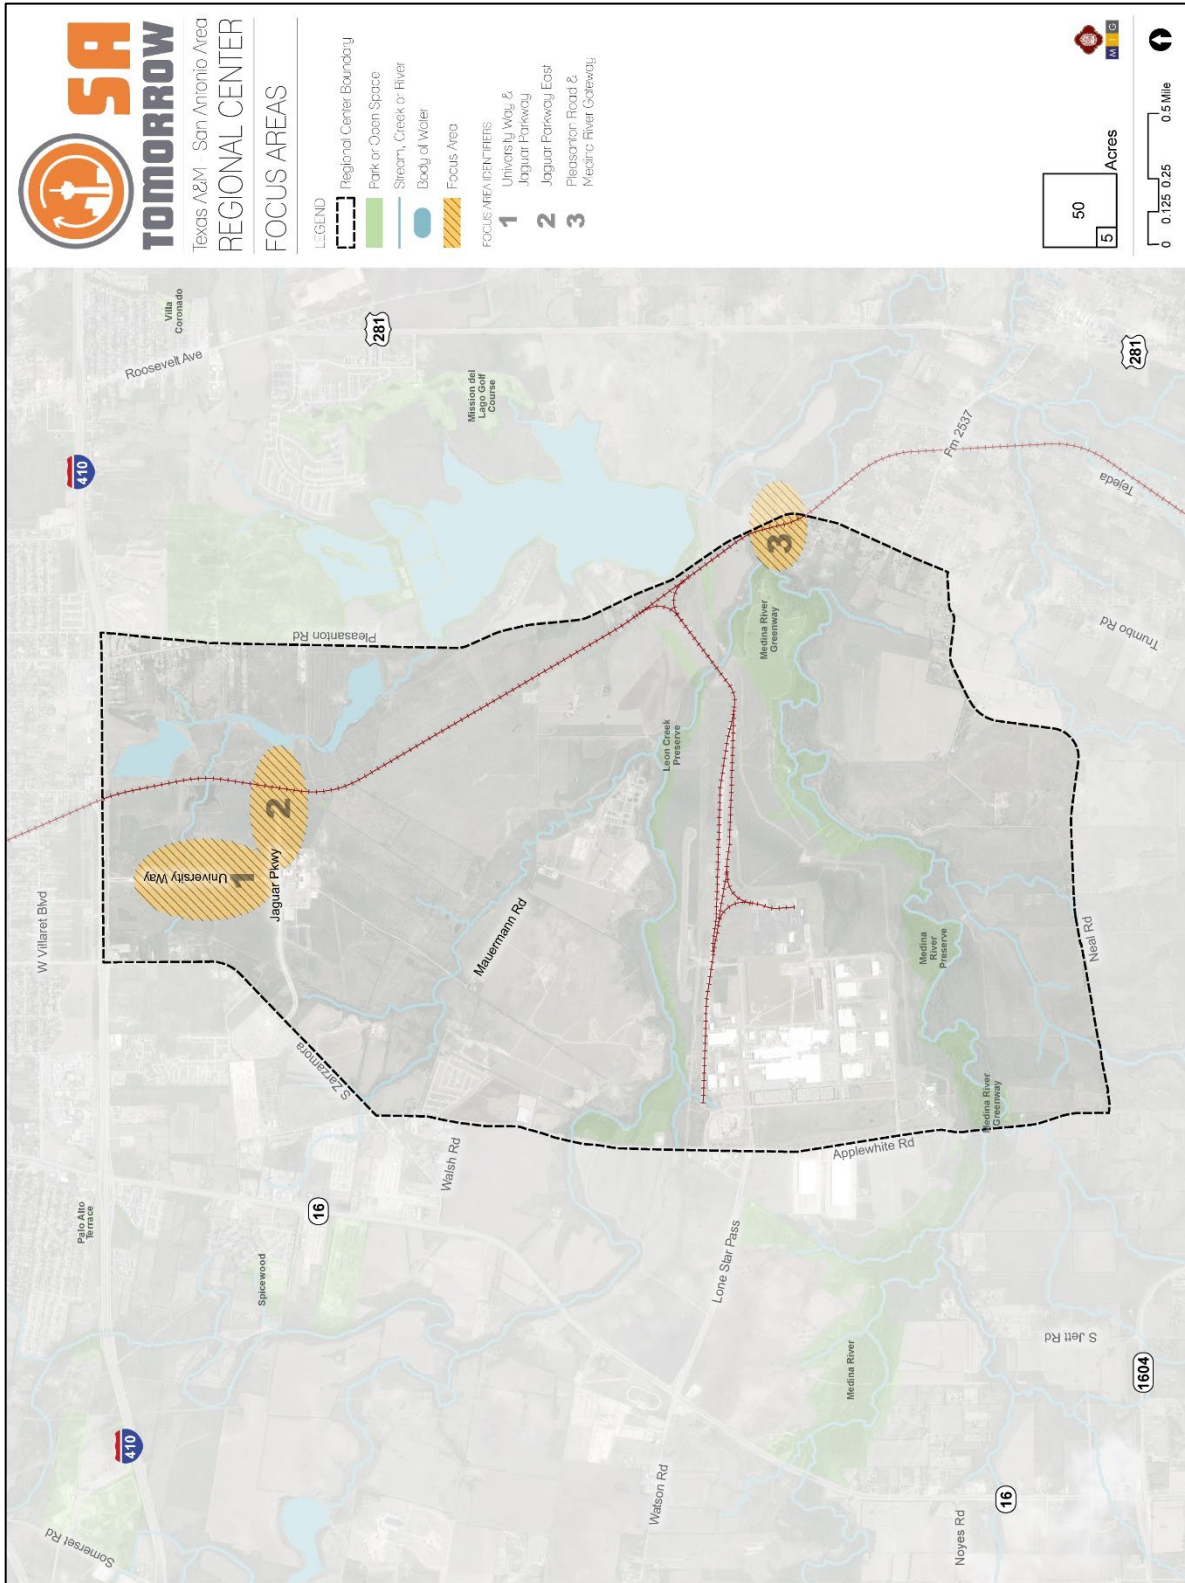 SA
TOMORROW
Texas A&M - San Antonio Area
REGIONAL CENTER
FOCUS AREAS
LEGEND
Regional Center Boundary
Park or Open Space
Stream, Creek or River
Body of Water
Focus Area
FOCUS AREA IDENTIFIERS
1 University Way &
Jaguar Parkway
2 Jaguar Parkway East
3 Pleasanton Road &
Medina River Gateway
M I G
50
5
Acres
0 0.125 0.25 0.5 Mile
Somerset Rd
410
Palo Alto
Terrace
W Villaret Blvd
410
Roosevelt Ave
Villa
Coronado
281
Spicewood
16
S Zarzamora
University Way
1
Jaguar Pkwy
2
Pleasanton Rd
Mission del
Lago Golf
Course
Walsh Rd
Mauermann Rd
Leon Creek
Preserve
Watson Rd
Lone Star Pass
Applewhite Rd
Medina River
Greenway
3
Medina River
Medina
River
Preserve
Medina River
Greenway
Fm 2537
Noyes Rd
16
S Jett Rd
Neal Rd
Trumbo Rd
Tejeda
281
1604